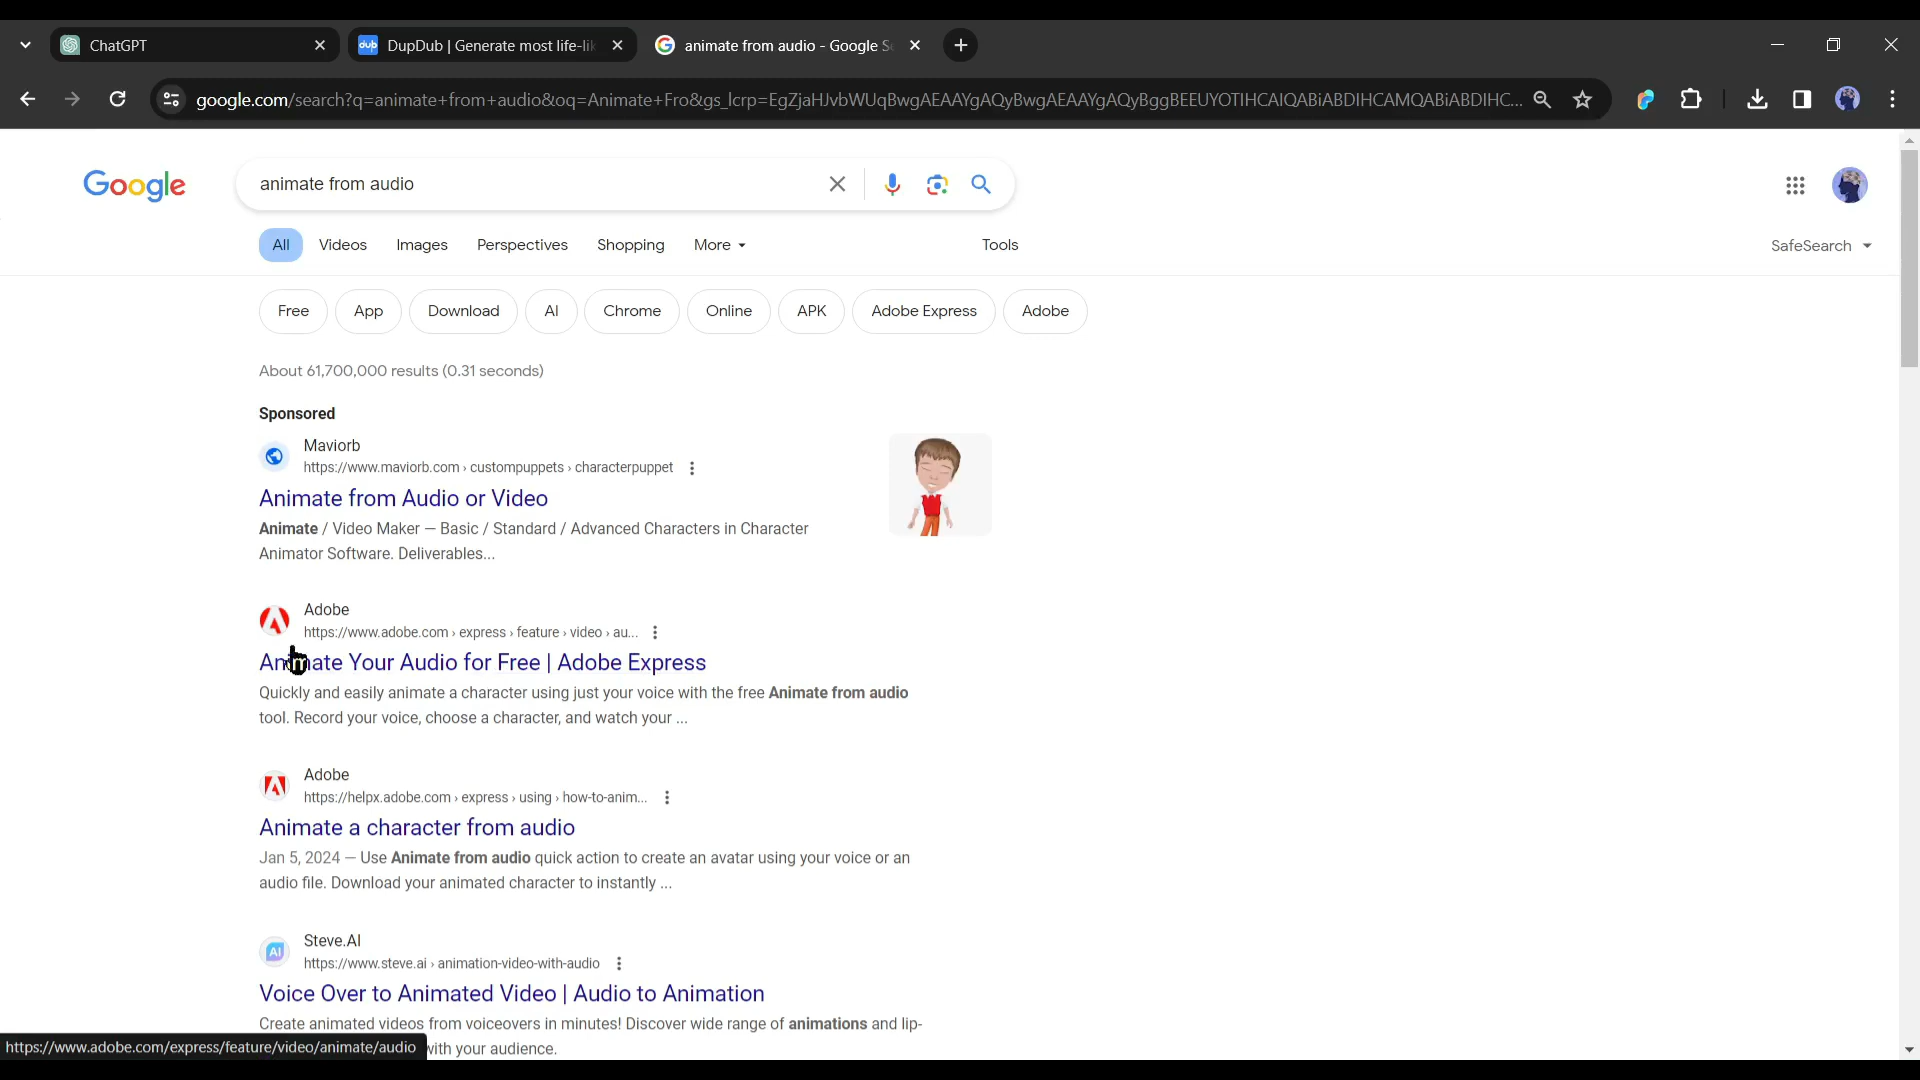 ChatGPT
DupDub | Generate most life-li
animate from audio - Google S
google.com/search?q=animate+from+audio&oq=Animate+Fro&gs_lcrp=EgZjaHJvbWUqBwgAEAAYgAQyBwgAEAAYgAQyBggBEEUYOTIHCAIQABiABDIHCAMQABiABDIHC...
Google
animate from audio
All Videos Images Perspectives Shopping More Tools SafeSearch
Free App Download AI Chrome Online APK Adobe Express Adobe
About 61,700,000 results (0.31 seconds)
Sponsored
Maviorb
https://www.maviorb.com › custompuppets › characterpuppet
Animate from Audio or Video
Animate / Video Maker — Basic / Standard / Advanced Characters in Character
Animator Software. Deliverables...
Adobe
https://www.adobe.com › express › feature › video › au...
Animate Your Audio for Free | Adobe Express
Quickly and easily animate a character using just your voice with the free Animate from audio
tool. Record your voice, choose a character, and watch your ...
Adobe
https://helpx.adobe.com › express › using › how-to-anim...
Animate a character from audio
Jan 5, 2024 — Use Animate from audio quick action to create an avatar using your voice or an
audio file. Download your animated character to instantly ...
AI
Steve.AI
https://www.steve.ai › animation-video-with-audio
Voice Over to Animated Video | Audio to Animation
Create animated videos from voiceovers in minutes! Discover wide range of animations and lip-
with your audience.
https://www.adobe.com/express/feature/video/animate/audio